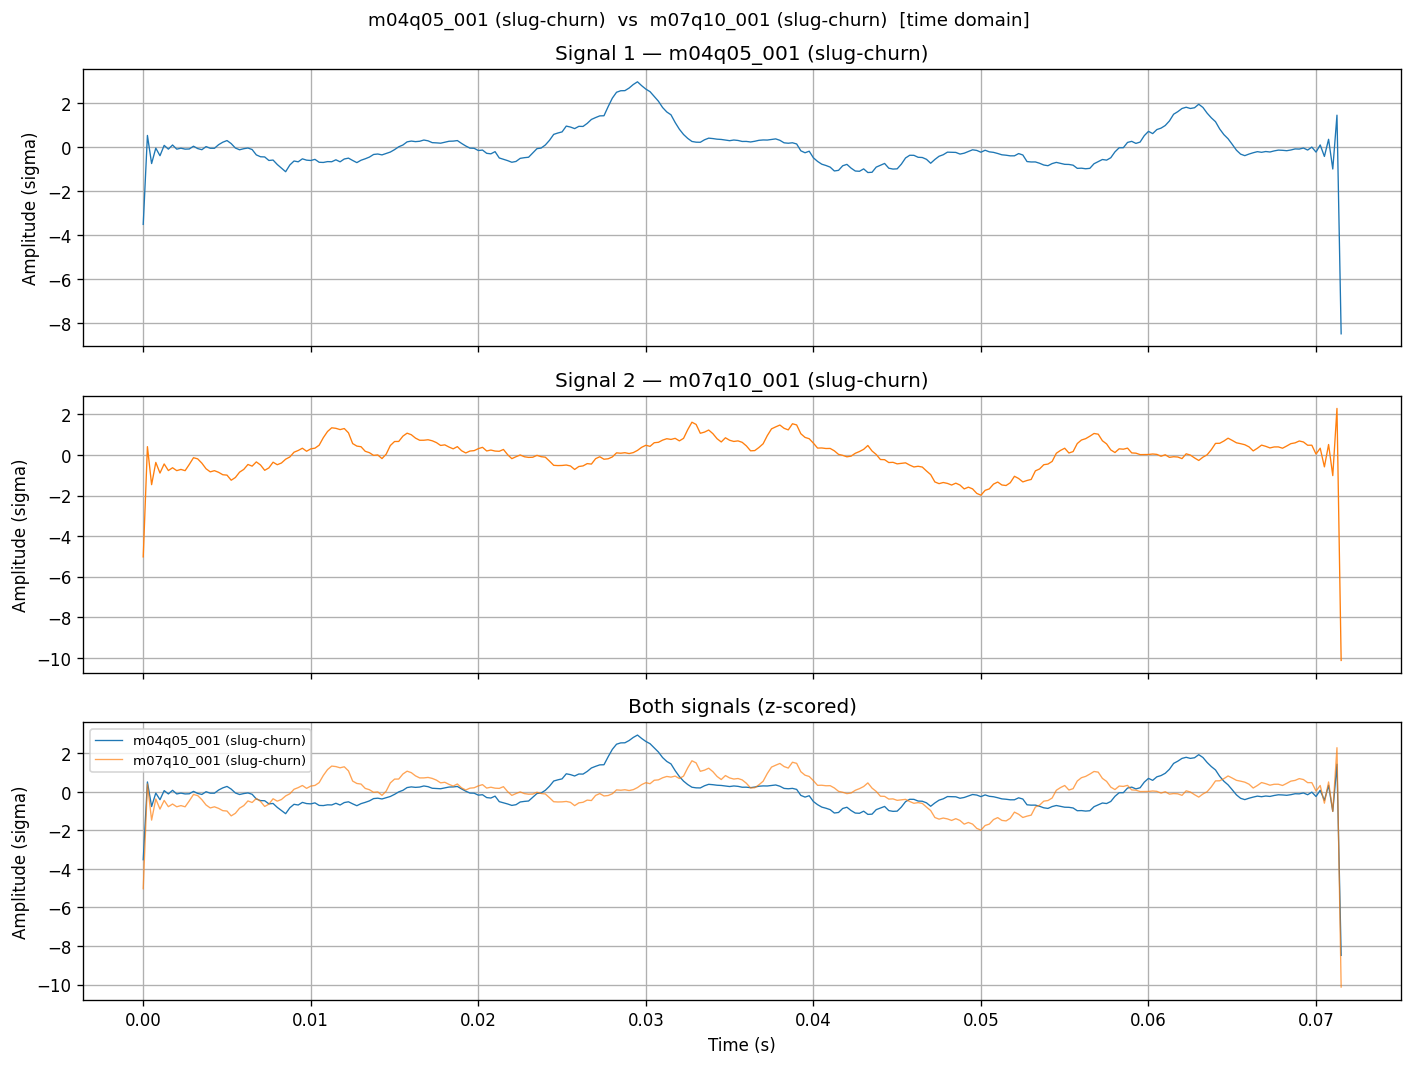 m04q05_001 (slug-churn)  vs  m07q10_001 (slug-churn)  [time domain]
Signal 1 — m04q05_001 (slug-churn)
2
0
−2
−4
−6
−8
Amplitude (sigma)
Signal 2 — m07q10_001 (slug-churn)
2
0
−2
−4
−6
−8
−10
Amplitude (sigma)
Both signals (z-scored)
m04q05_001 (slug-churn)
m07q10_001 (slug-churn)
2
0
−2
−4
−6
−8
−10
Amplitude (sigma)
0.00 0.01 0.02 0.03 0.04 0.05 0.06 0.07
Time (s)